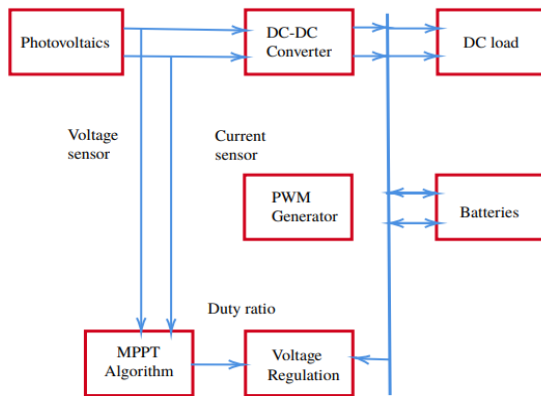 Photovoltaics
DC-DC
Converter
DC load
Voltage
sensor
Current
sensor
PWM
Generator
Batteries
Duty ratio
MPPT
Algorithm
Voltage
Regulation